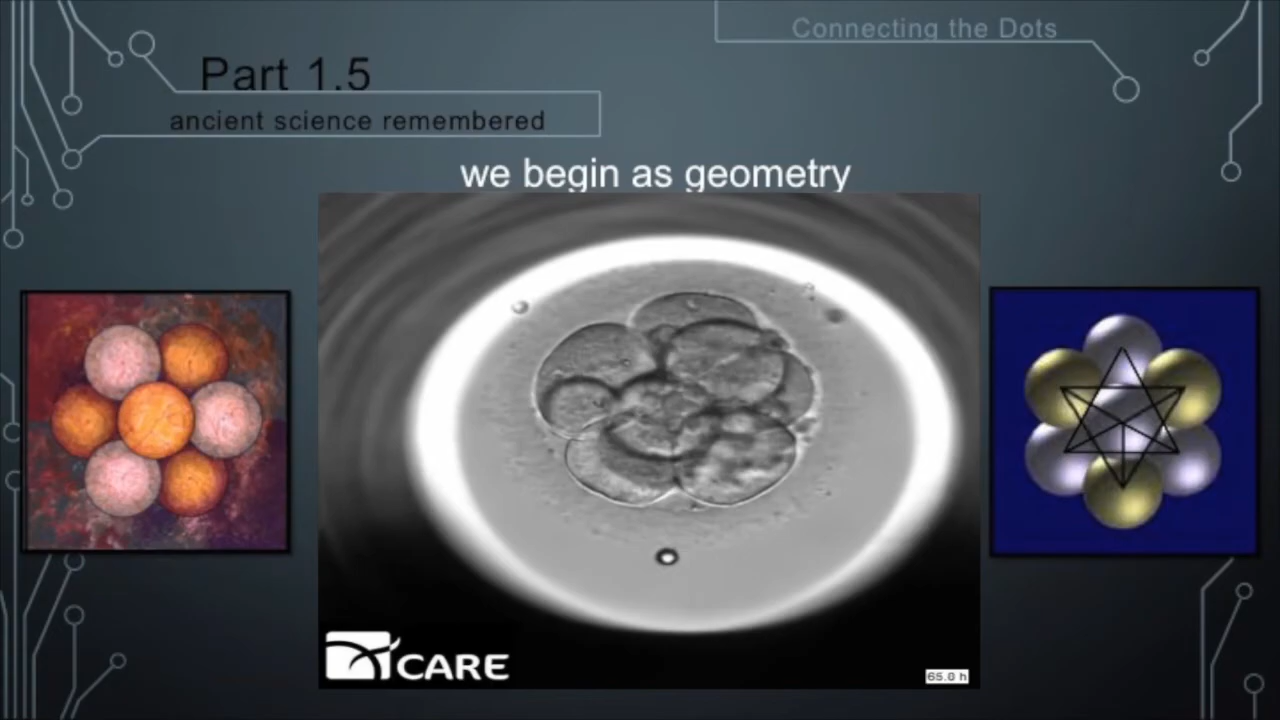 Connecting the Dots
Part 1.5
ancient science remembered
we begin as geometry
CARE
65.0 h